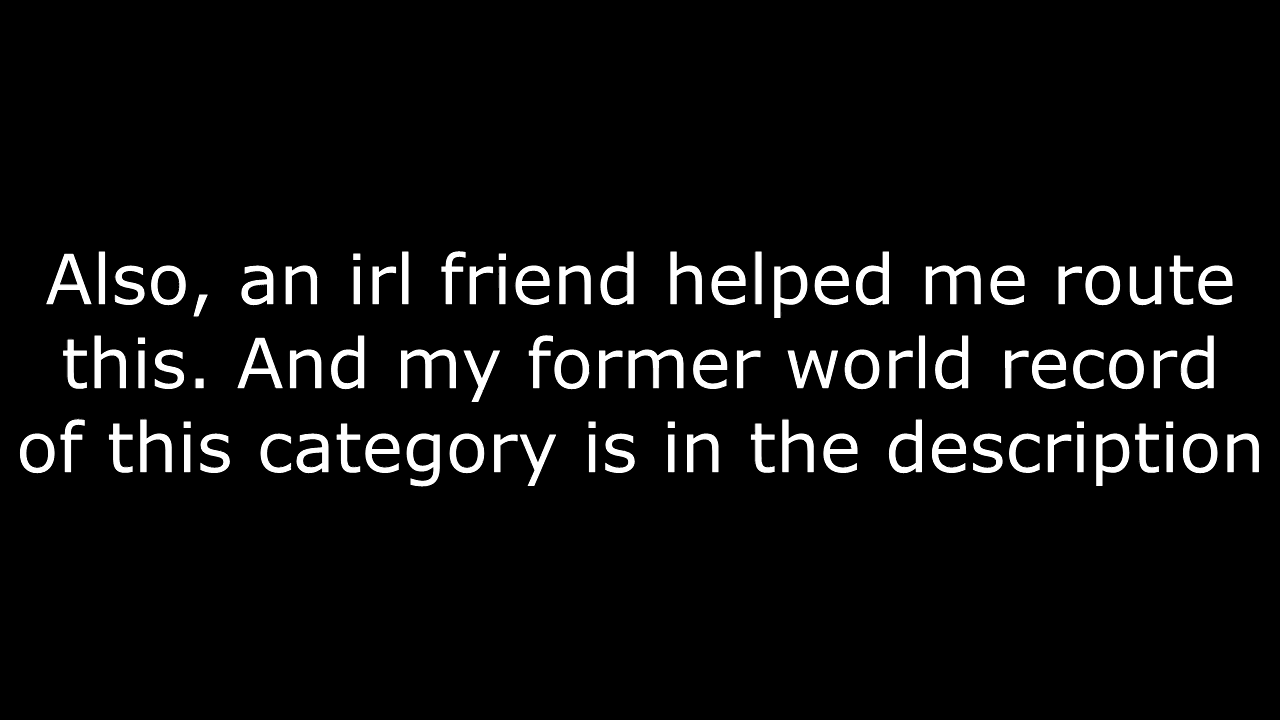 Also, an irl friend helped me route
this. And my former world record
of this category is in the description